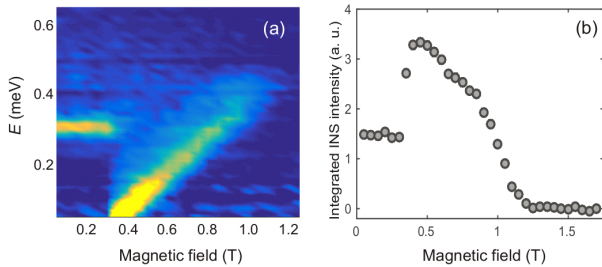 (a)
0.6
0.4
0.2
E (meV)
0.2 0.4 0.6 0.8 1.0 1.2
Magnetic field (T)
(b)
4
3
2
1
0
Integrated INS intensity (a. u.)
0 0.5 1 1.5
Magnetic field (T)